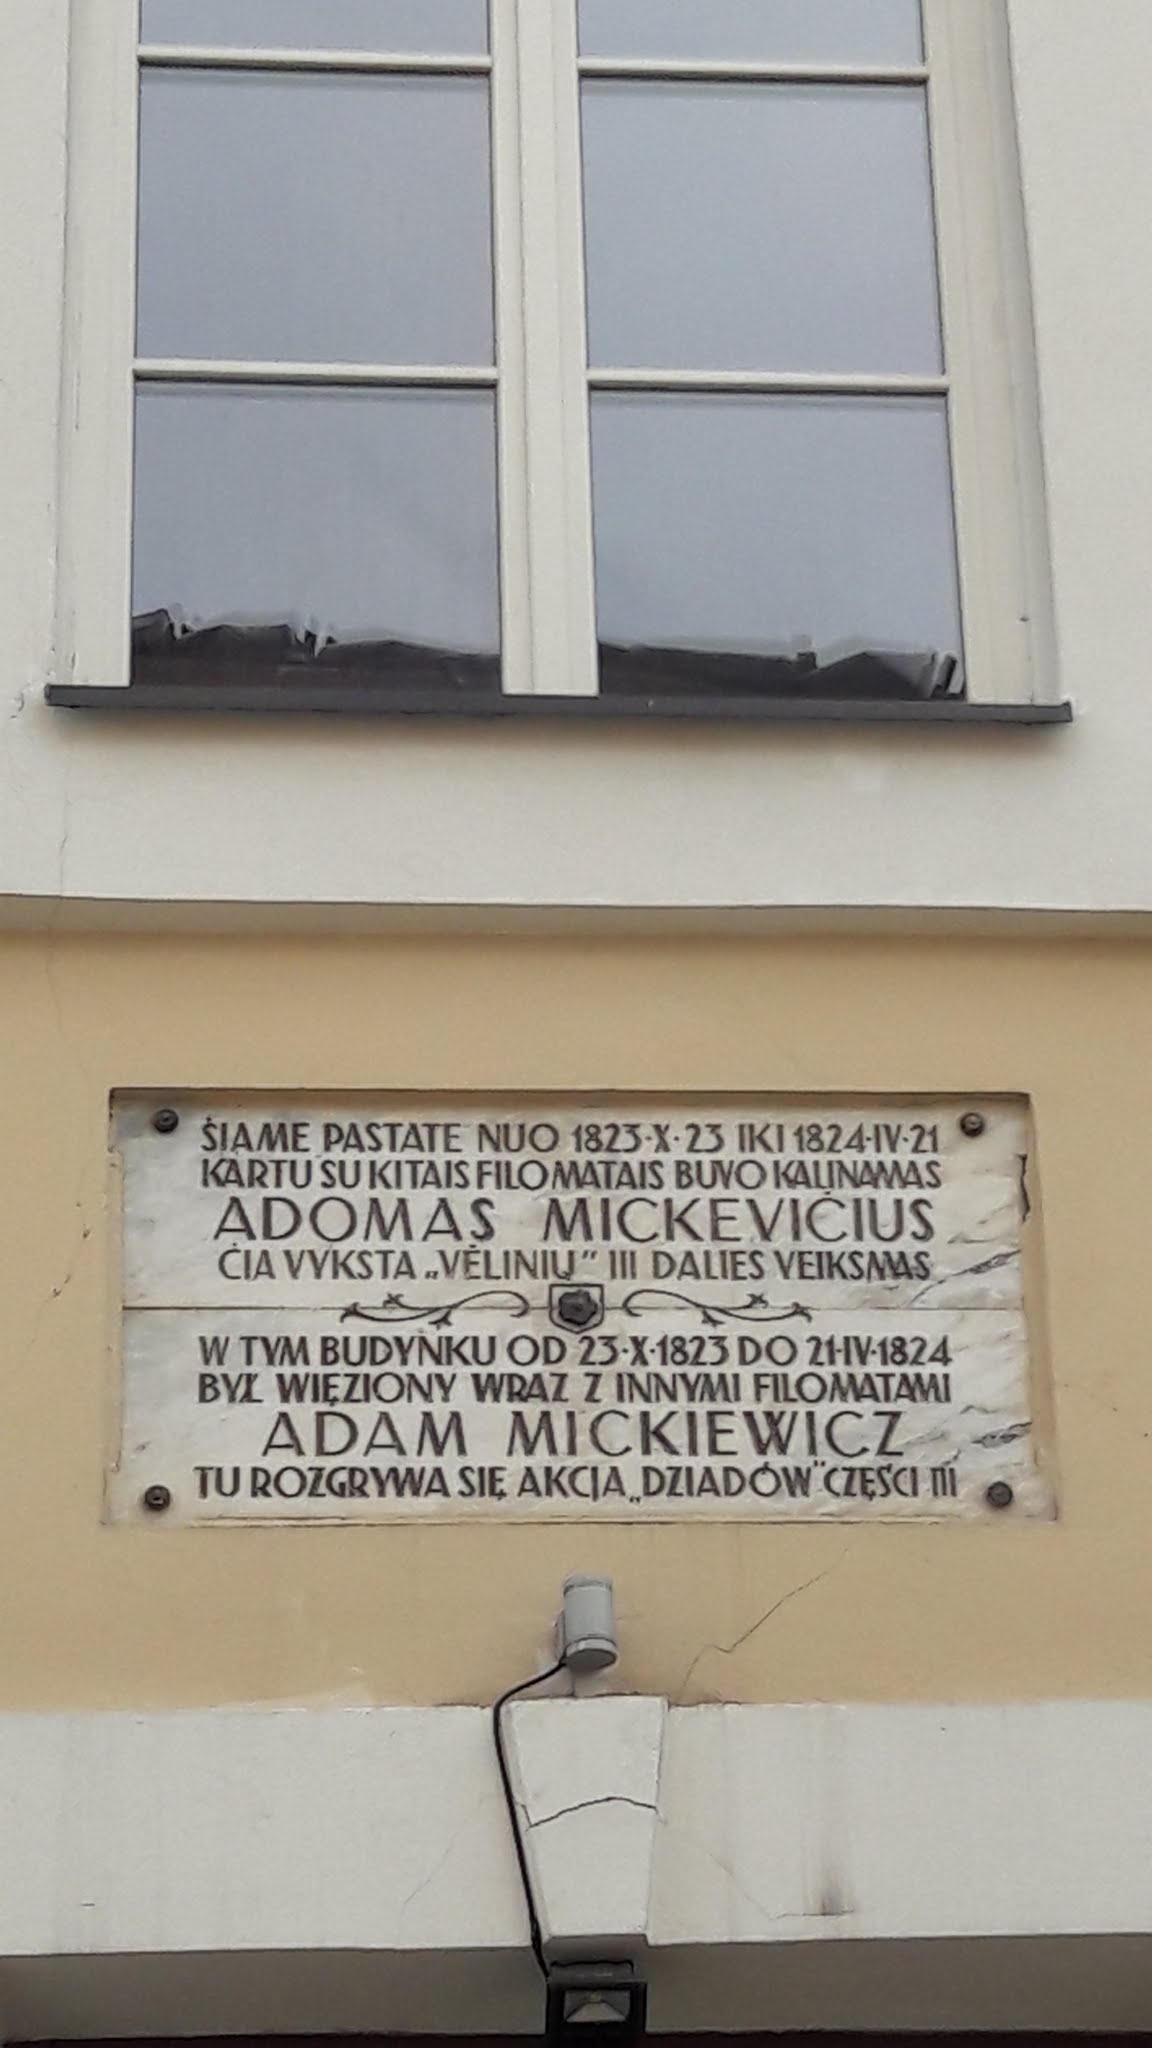 ŠIAME PASTATE NUO 1823·X·23 IKI 1824·IV·21
KARTU SU KITAIS FILOMATAIS BUVO KALINAMAS
ADOMAS MICKEVIČIUS
ČIA VYKSTA „VĖLINIŲ” III DALIES VEIKSMAS
W TYM BUDYNKU OD 23·X·1823 DO 21·IV·1824
BYŁ WIĘZIONY WRAZ Z INNYMI FILOMATAMI
ADAM MICKIEWICZ
TU ROZGRYWA SIĘ AKCJA „DZIADÓW” CZĘŚCI III